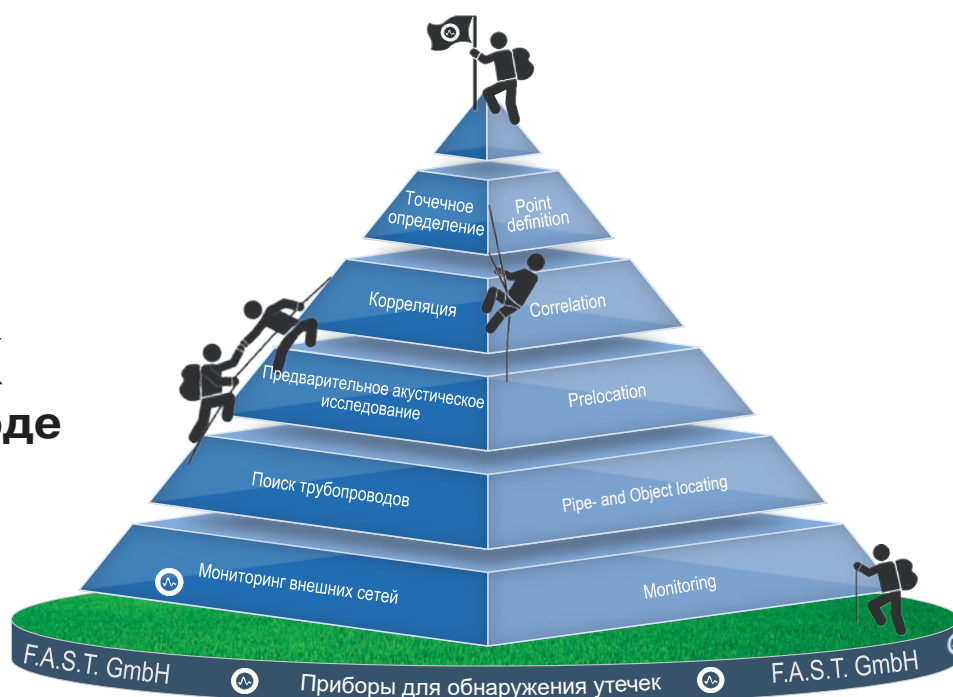 Точечное
определение
Point
definition
Корреляция
Correlation
Предварительное акустическое
исследование
Prelocation
Поиск трубопроводов
Pipe- and Object locating
Мониторинг внешних сетей
Monitoring
F.A.S.T. GmbH
Приборы для обнаружения утечек
F.A.S.T. GmbH